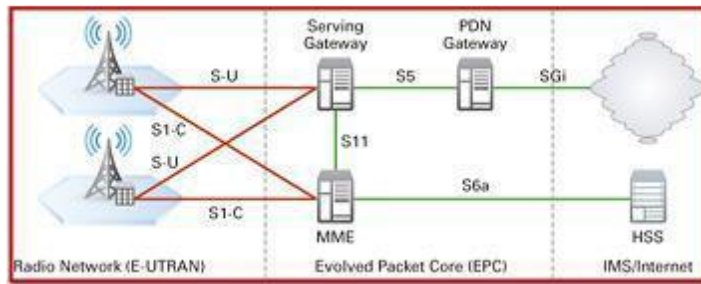 Serving
Gateway
PDN
Gateway
S-U
S5
SGi
S1-C
S-U
S11
S6a
S1-C
MME
HSS
Radio Network (E-UTRAN)
Evolved Packet Core (EPC)
IMS/Internet